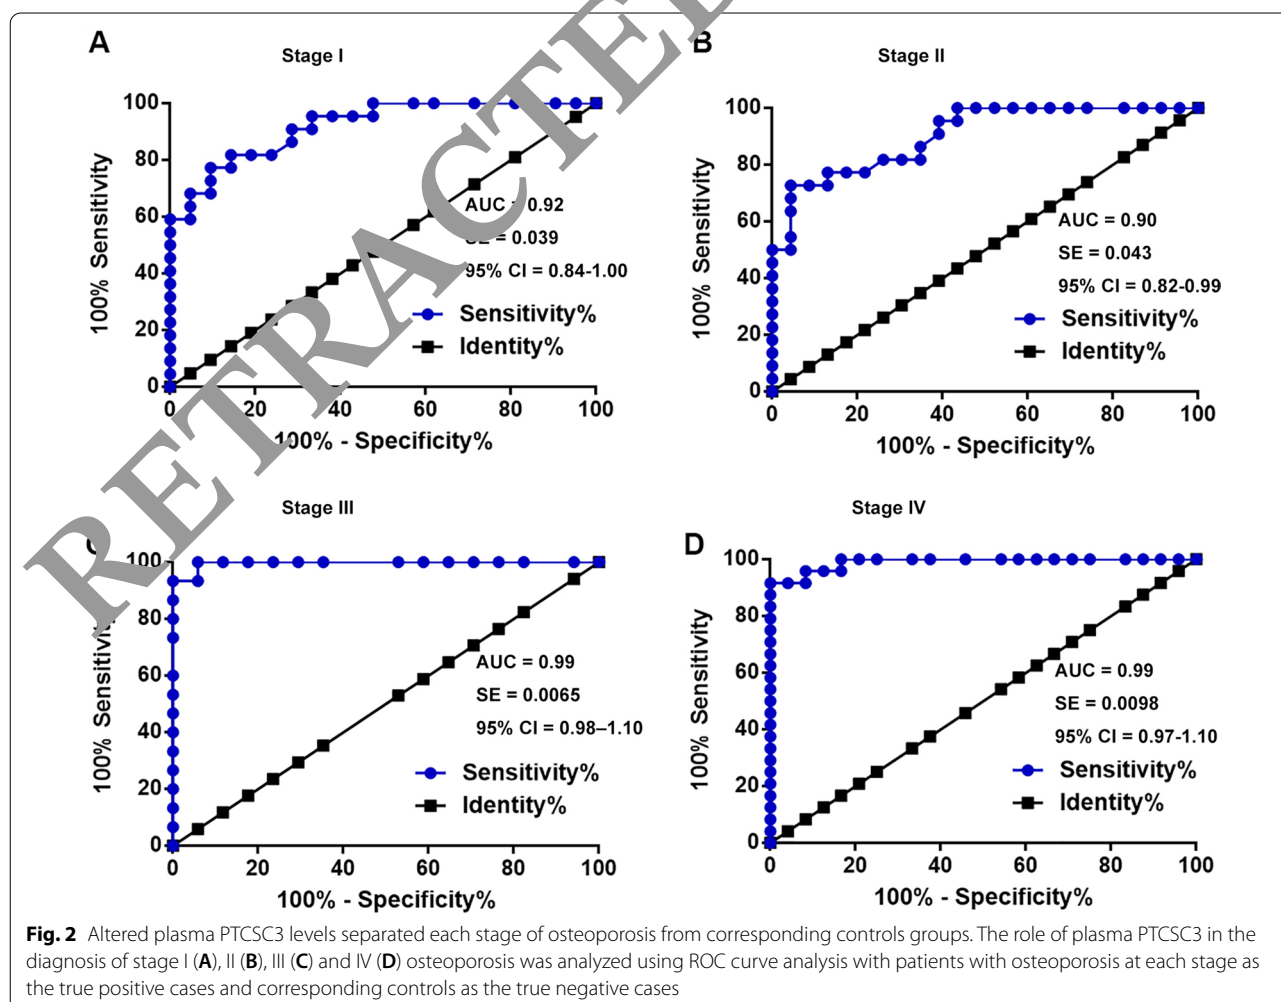 RETRACTED
A
Stage I
100
80
60
40
20
0
100% Sensitivity
AUC = 0.92
SE = 0.039
95% CI = 0.84-1.00
Sensitivity%
Identity%
0 20 40 60 80 100
100% - Specificity%
B
Stage II
100
80
60
40
20
0
100% Sensitivity
AUC = 0.90
SE = 0.043
95% CI = 0.82-0.99
Sensitivity%
Identity%
0 20 40 60 80 100
100% - Specificity%
C
Stage III
100
80
60
40
20
0
100% Sensitivity
AUC = 0.99
SE = 0.0065
95% CI = 0.98–1.10
Sensitivity%
Identity%
0 20 40 60 80 100
100% - Specificity%
D
Stage IV
100
80
60
40
20
0
100% Sensitivity
AUC = 0.99
SE = 0.0098
95% CI = 0.97-1.10
Sensitivity%
Identity%
0 20 40 60 80 100
100% - Specificity%
Fig. 2 Altered plasma PTCSC3 levels separated each stage of osteoporosis from corresponding controls groups. The role of plasma PTCSC3 in the
diagnosis of stage I (A), II (B), III (C) and IV (D) osteoporosis was analyzed using ROC curve analysis with patients with osteoporosis at each stage as
the true positive cases and corresponding controls as the true negative cases